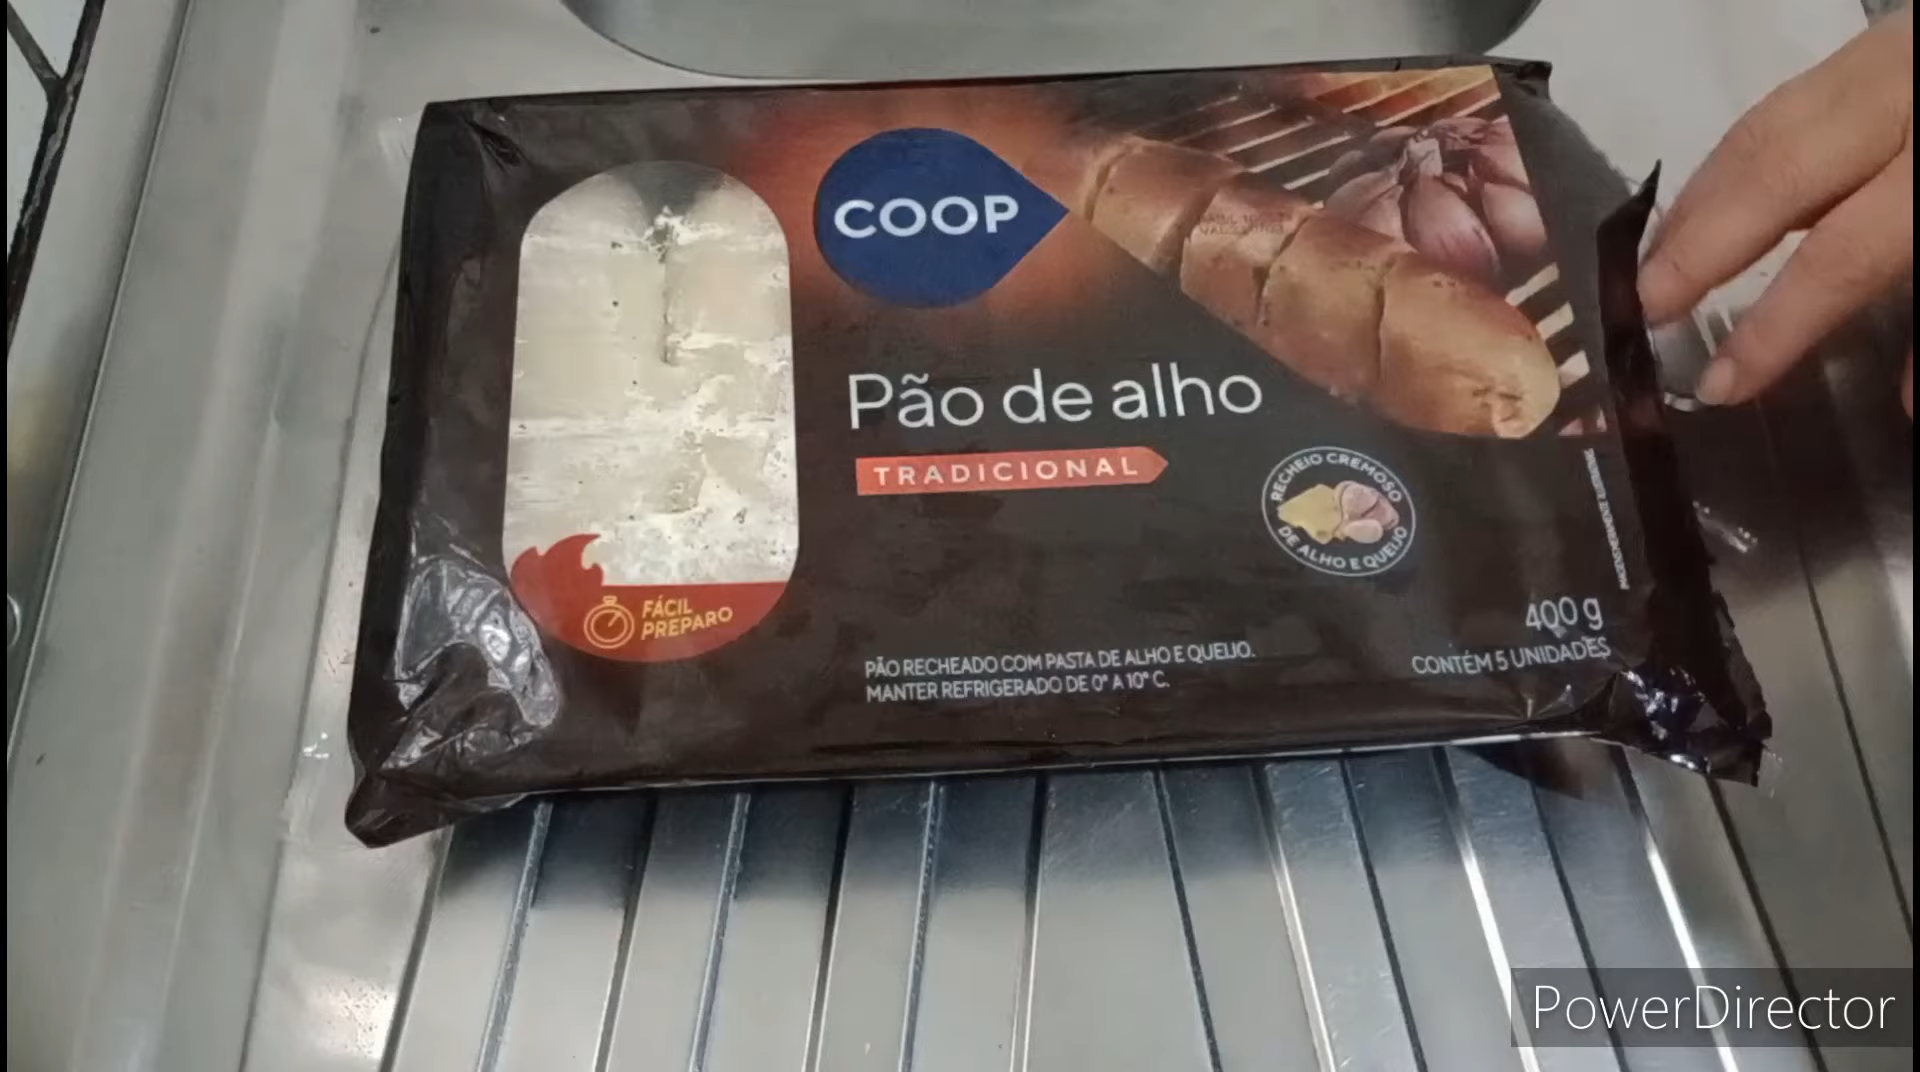 COOP
Pão de alho
TRADICIONAL
RECHEIO CREMOSO
DE ALHO E QUEIJO
FÁCIL
PREPARO
400 g
CONTÉM 5 UNIDADES
PÃO RECHEADO COM PASTA DE ALHO E QUEIJO.
MANTER REFRIGERADO DE 0° A 10° C.
PowerDirector